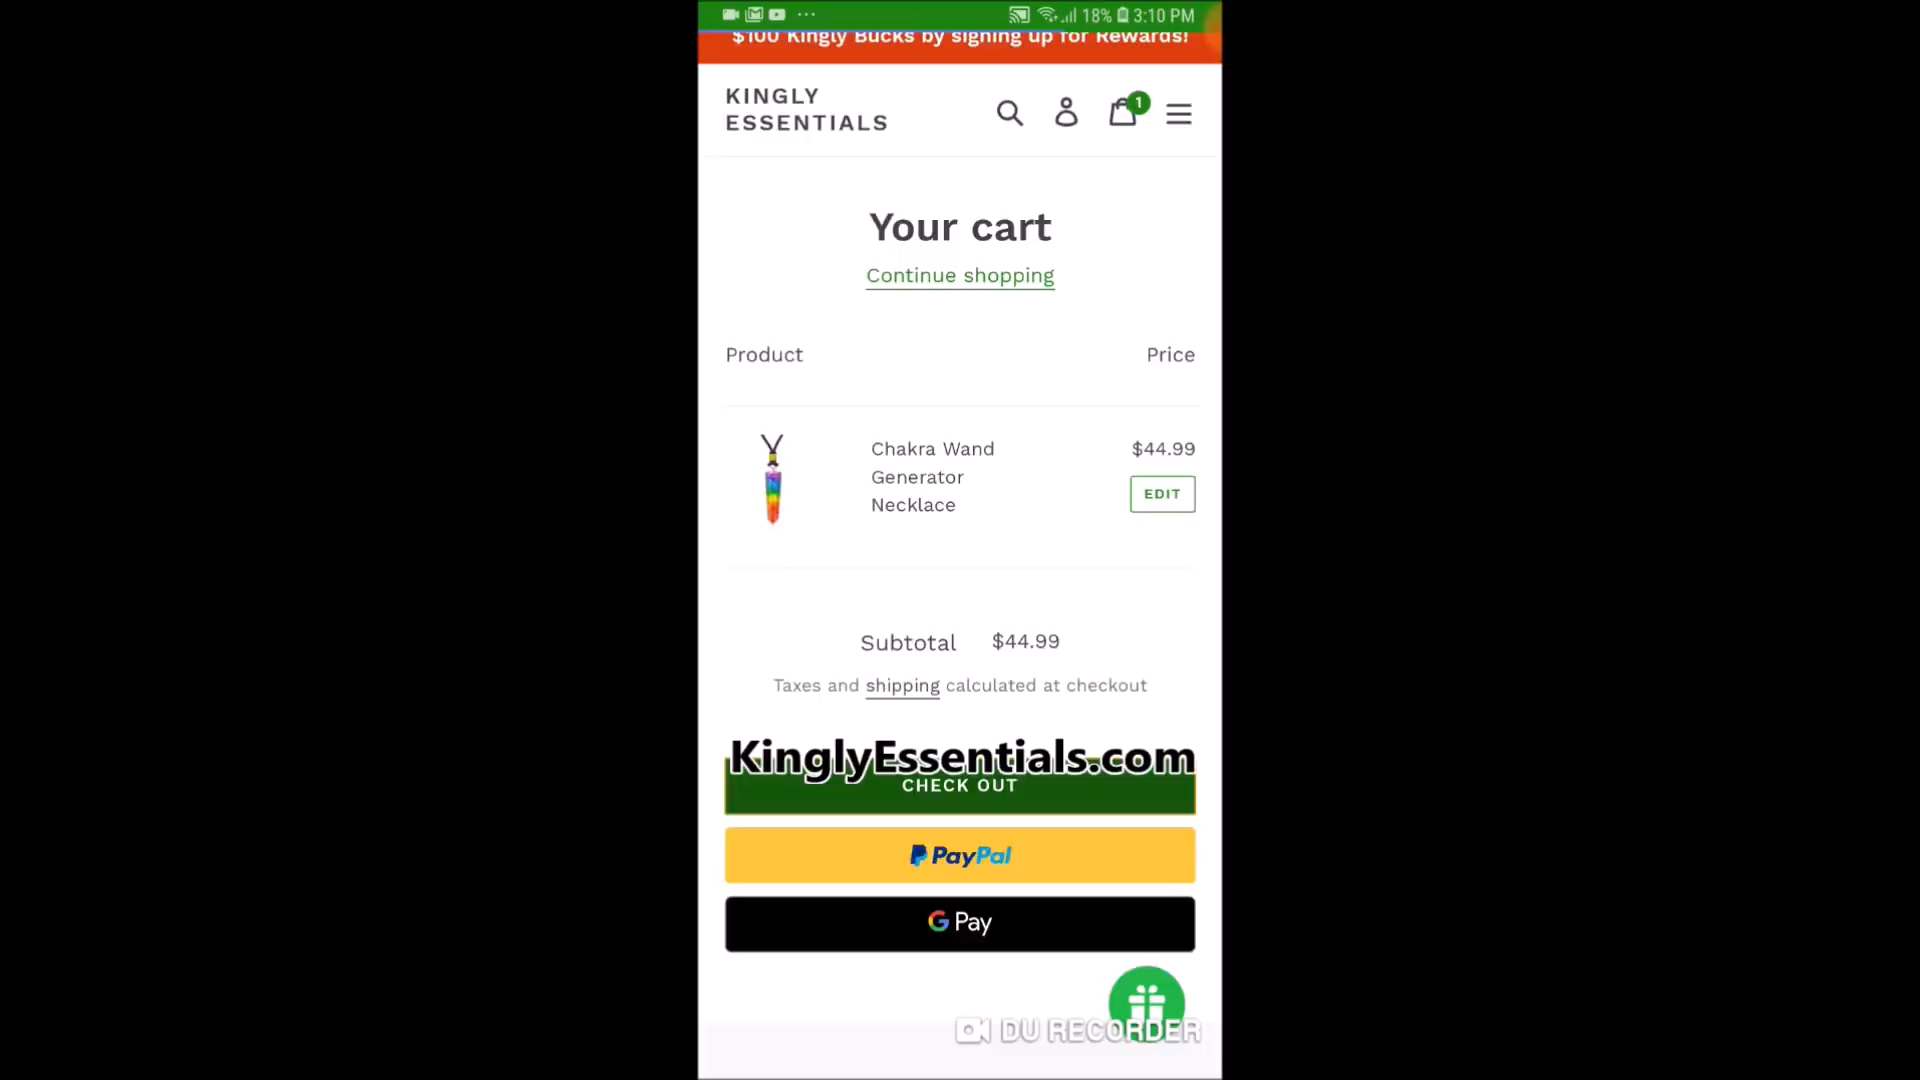 18% 3:10 PM
$100 Kingly Bucks by signing up for Rewards!
KINGLY
ESSENTIALS
1
Your cart
Continue shopping
Product Price
Chakra Wand $44.99
Generator
Necklace
EDIT
Subtotal $44.99
Taxes and shipping calculated at checkout
KinglyEssentials.com
CHECK OUT
PayPal
G Pay
DU RECORDER